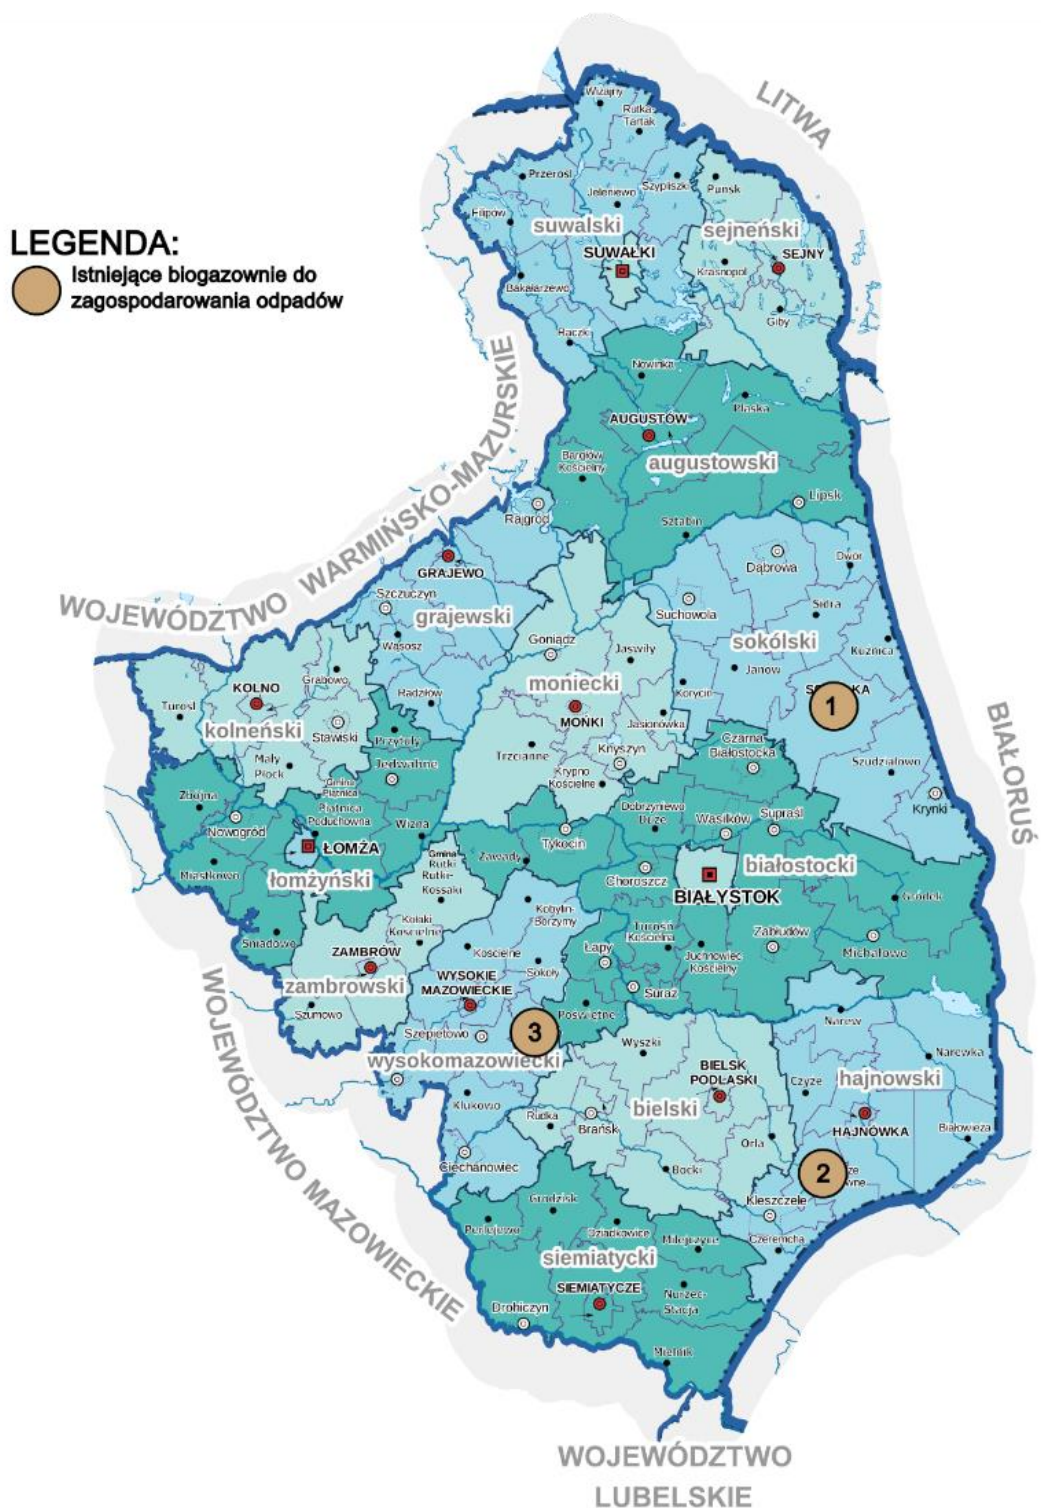 LITWA
Wiżajny
Rutka-
Tartak
Przerośl
Jeleniewo
Szypliszki
Puńsk
Filipów
suwalski
sejneński
LEGENDA:
Istniejące biogazownie do
zagospodarowania odpadów
SUWAŁKI
SEJNY
Krasnopol
Bakałarzewo
Giby
Raczki
Nowinka
Płaska
AUGUSTÓW
Bargłów
Kościelny
augustowski
Lipsk
Rajgród
Sztabin
WOJEWÓDZTWO WARMIŃSKO-MAZURSKIE
GRAJEWO
Dąbrowa
Dwór
Szczuczyn
grajewski
Suchowola
Sidra
Wąsosz
Goniądz
sokólski
Kuźnica
Jaświły
Janów
Grabowo
KOLNO
moniecki
Korycin
Radziłów
Turośl
MOŃKI
Jasionówka
1
BIAŁORUŚ
kolneński
Stawiski
Przytuły
Trzcianne
Knyszyn
Czarna
Białostocka
Szudziałowo
Mały
Płock
Jedwabne
Krypno
Kościelne
Krynki
Zbójna
Gmina
Piątnica
Piątnica
Poduchowna
Nowogród
Wizna
Dobrzyniewo
Duże
Wasilków
Supraśl
Tykocin
ŁOMŻA
Gmina
Rutki
Rutki-
Kossaki
Zawady
Choroszcz
białostocki
Miastkowo
łomżyński
BIAŁYSTOK
Gródek
Kobylin-
Borzymy
Kołaki
Kościelne
Śniadowo
Turośń
Kościelna
Zabłudów
Michałowo
Kościelne
Łapy
Juchnowiec
Kościelny
ZAMBRÓW
Sokoły
WYSOKIE
MAZOWIECKIE
zambrowski
Suraż
Szumowo
Poświętne
Narew
3
Szepietowo
Wyszki
Narewka
wysokomazowiecki
BIELSK
PODLASKI
Czyże
hajnowski
Klukowo
bielski
Rudka
Brańsk
HAJNÓWKA
Białowieża
Orla
Ciechanowiec
Boćki
2
WOJEWÓDZTWO MAZOWIECKIE
Kleszczele
Grodzisk
Perlejewo
Dziadkowice
Milejczyce
Czeremcha
siemiatycki
SIEMIATYCZE
Nurzec-
Stacja
Drohiczyn
Mielnik
WOJEWÓDZTWO
LUBELSKIE